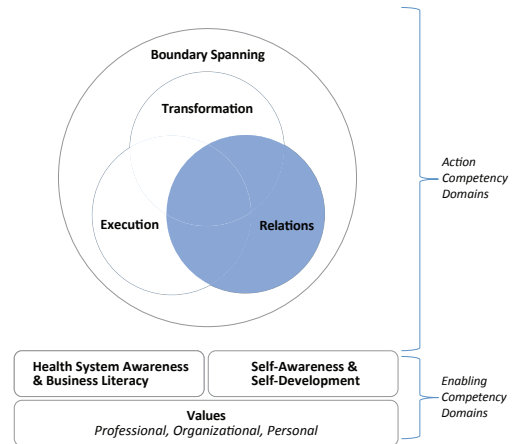 Boundary Spanning
Transformation
Execution
Relations
Action
Competency
Domains
Health System Awareness
& Business Literacy
Self-Awareness &
Self-Development
Values
Professional, Organizational, Personal
Enabling
Competency
Domains